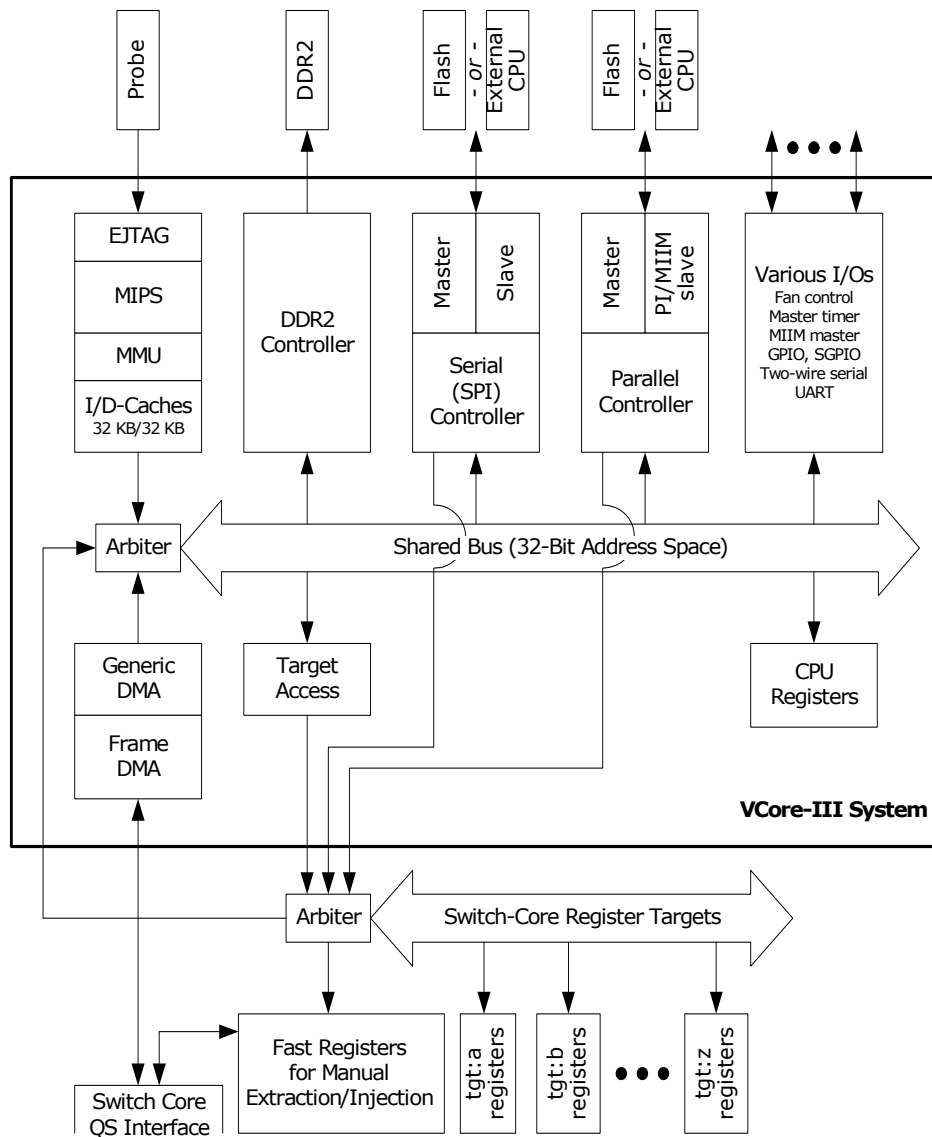 Probe
DDR2
Flash
- or -
External
CPU
Flash
- or -
External
CPU
EJTAG
MIPS
MMU
I/D-Caches
32 KB/32 KB
DDR2
Controller
Master
Slave
Serial
(SPI)
Controller
Master
PI/MIIM
slave
Parallel
Controller
Various I/Os
Fan control
Master timer
MIIM master
GPIO, SGPIO
Two-wire serial
UART
Arbiter
Shared Bus (32-Bit Address Space)
Generic
DMA
Frame
DMA
Target
Access
CPU
Registers
VCore-III System
Arbiter
Switch-Core Register Targets
Fast Registers
for Manual
Extraction/Injection
tgt:a
registers
tgt:b
registers
tgt:z
registers
Switch Core
QS Interface